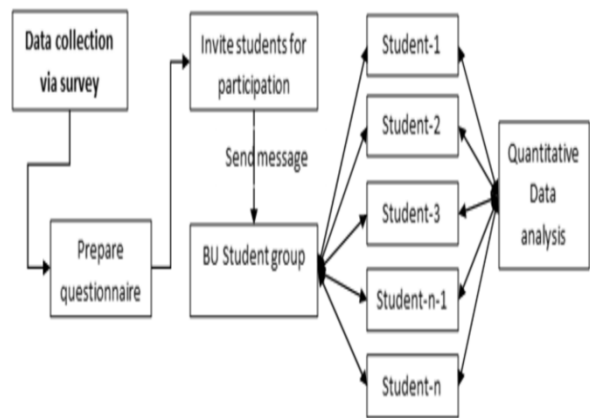 Data collection
via survey
Prepare
questionnaire
Invite students for
participation
Send message
BU Student group
Student-1
Student-2
Student-3
Student-n-1
Student-n
Quantitative
Data
analysis